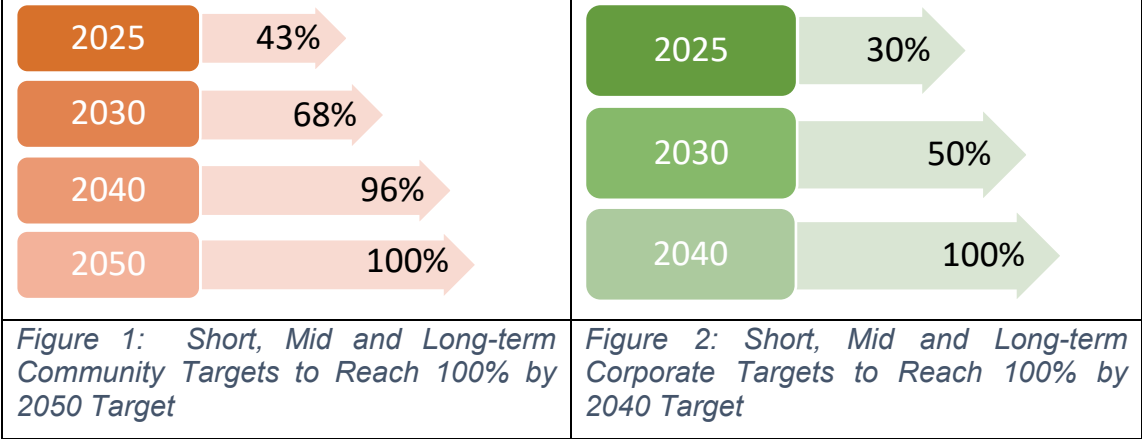 2025 43%
2030 68%
2040 96%
2050 100%
Figure 1: Short, Mid and Long-term
Community Targets to Reach 100% by
2050 Target
2025 30%
2030 50%
2040 100%
Figure 2: Short, Mid and Long-term
Corporate Targets to Reach 100% by
2040 Target